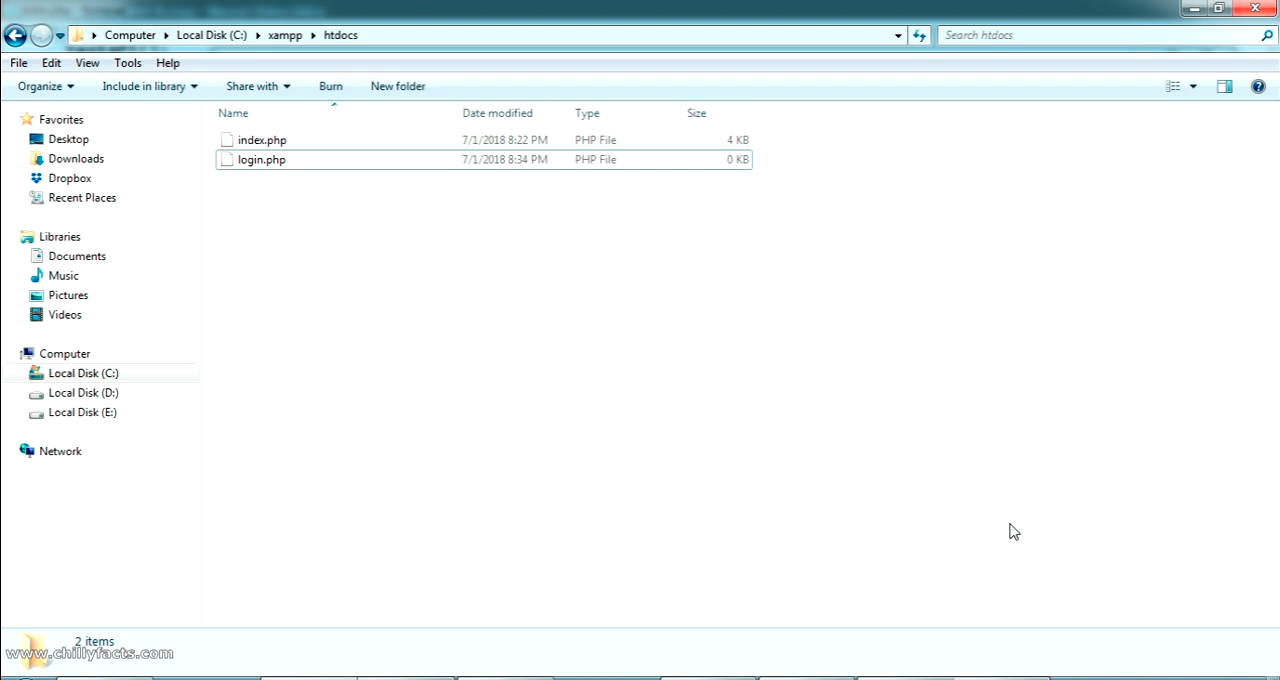 Computer Local Disk (C:) xampp htdocs Search htdocs
File Edit View Tools Help
Organize Include in library Share with Burn New folder
Name Date modified Type Size
index.php 7/1/2018 8:22 PM PHP File 4 KB
login.php 7/1/2018 8:34 PM PHP File 0 KB
Favorites
Desktop
Downloads
Dropbox
Recent Places
Libraries
Documents
Music
Pictures
Videos
Computer
Local Disk (C:)
Local Disk (D:)
Local Disk (E:)
Network
2 items
www.chillyfacts.com